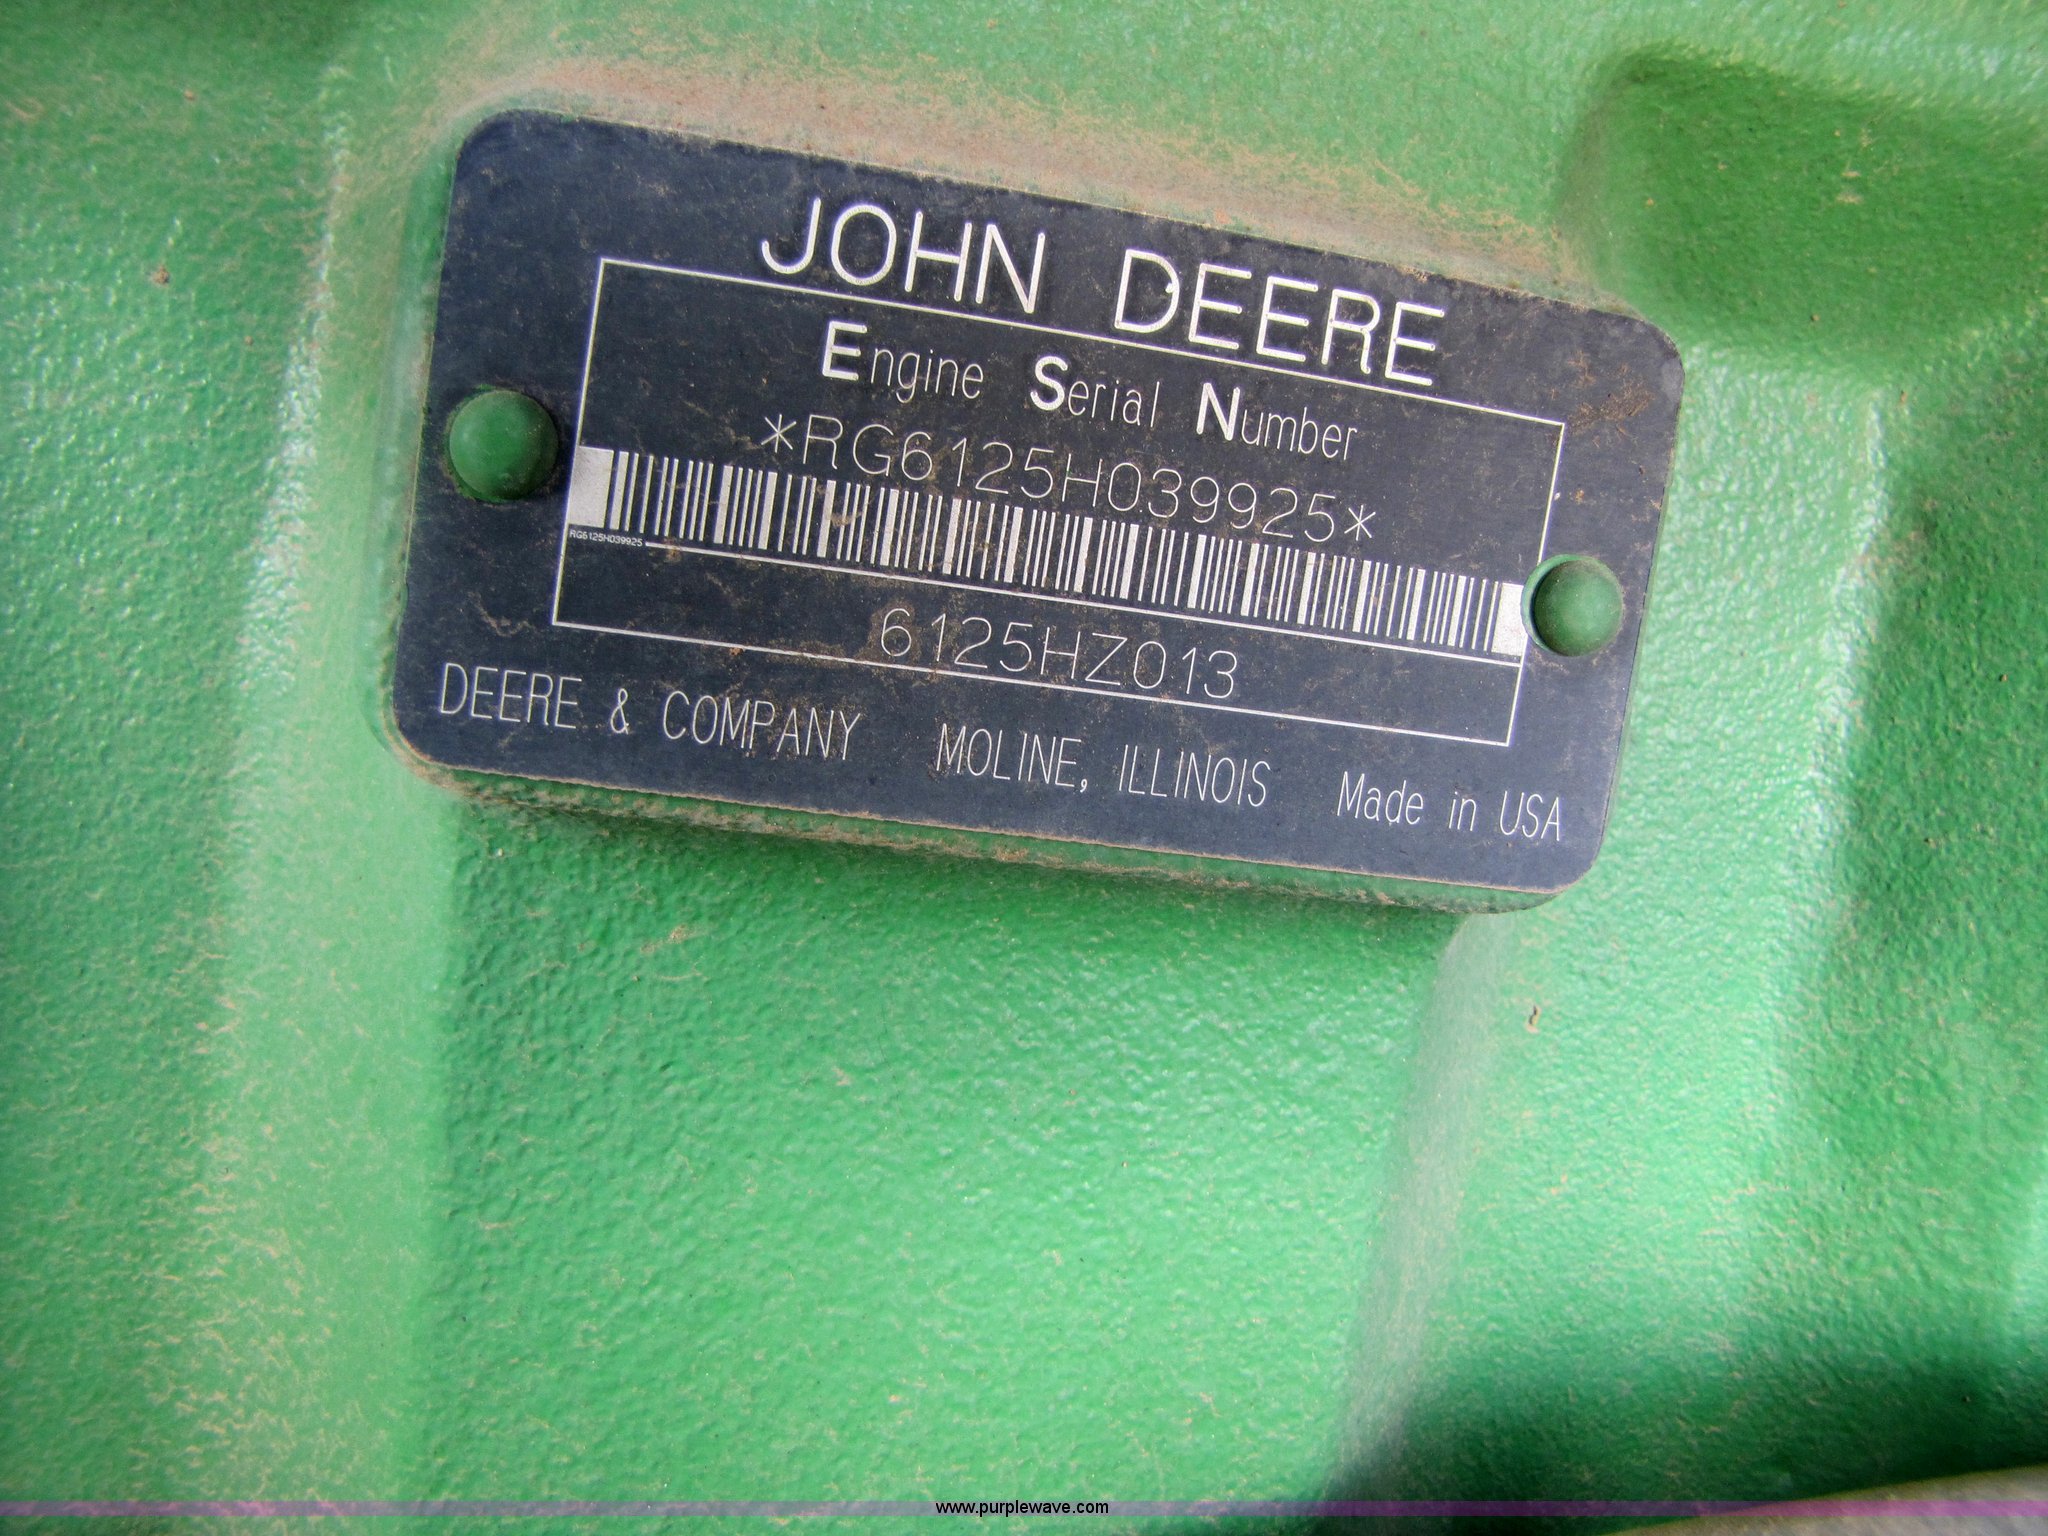 JOHN DEERE
Engine Serial Number
*RG6125H039925*
RG6125H039925
6125HZ013
DEERE & COMPANY MOLINE, ILLINOIS Made in USA
www.purplewave.com